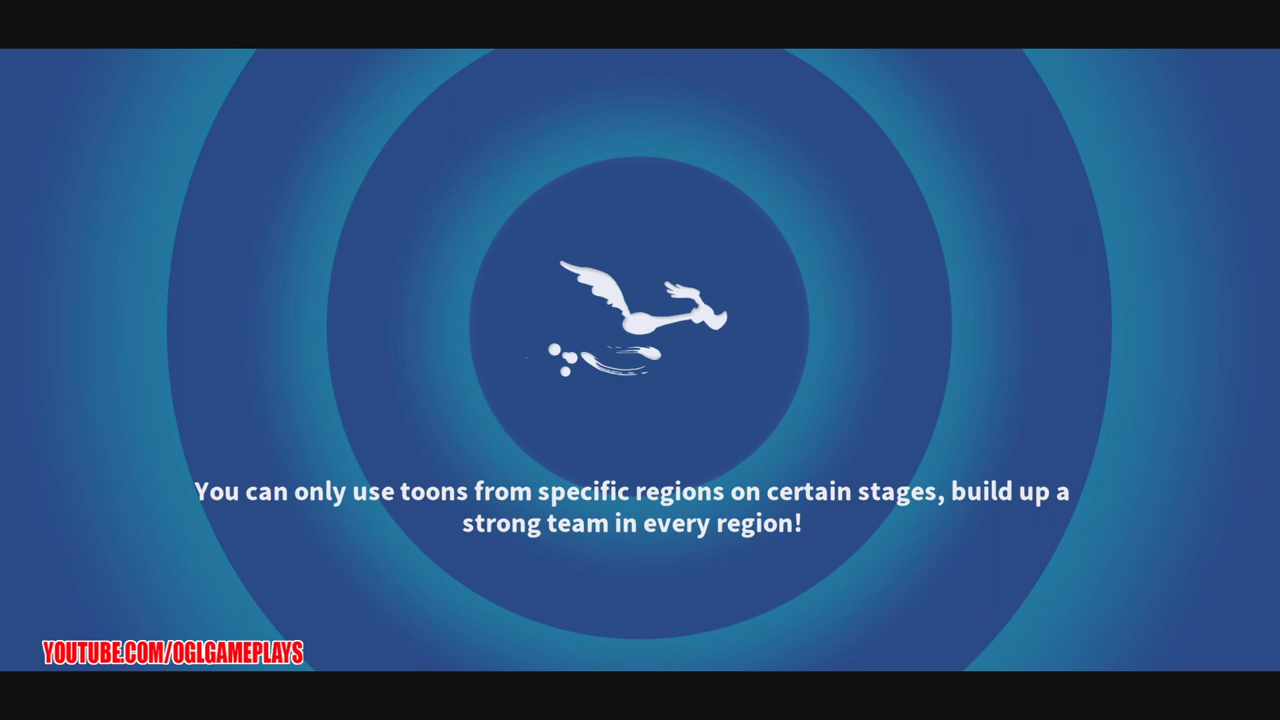 You can only use toons from specific regions on certain stages, build up a
strong team in every region!
YOUTUBE.COM/OGLGAMEPLAYS